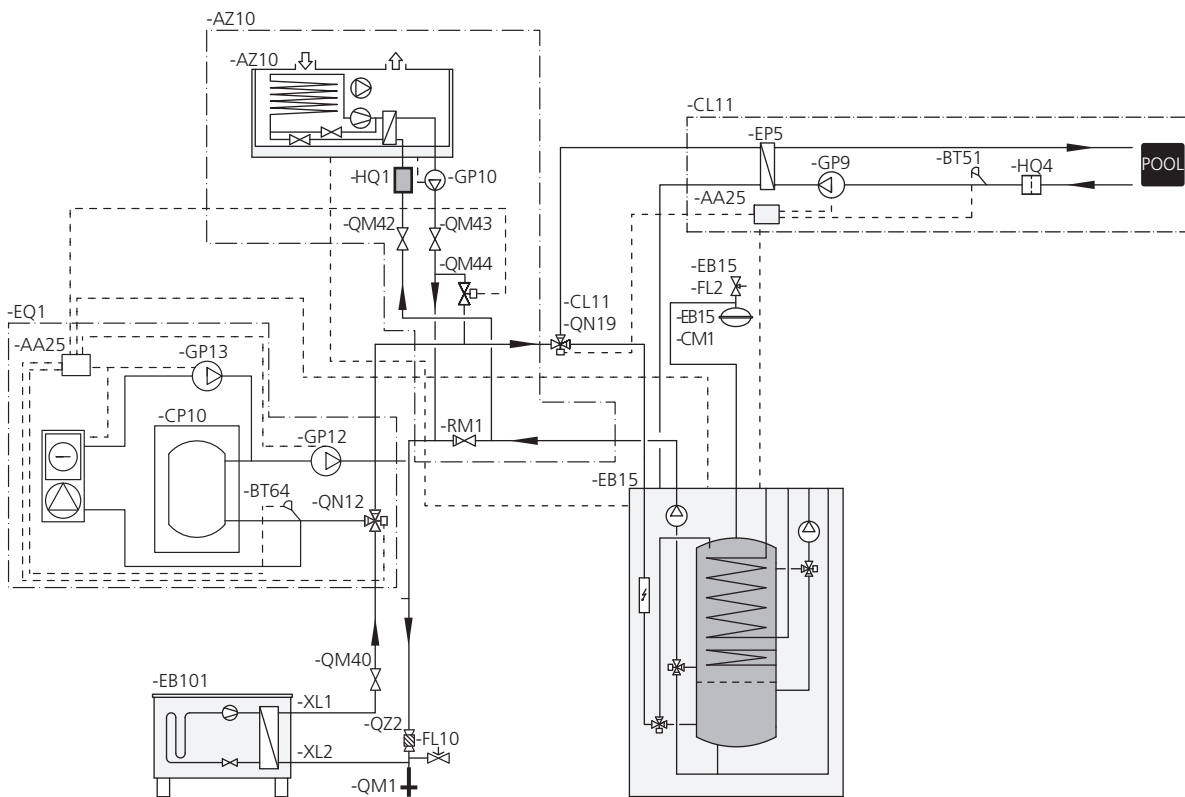 -AZ10
-AZ10
-CL11
-EP5
-GP9
-BT51
-HQ4
POOL
-HQ1
-GP10
-AA25
-QM42
-QM43
-QM44
-EB15
-FL2
-CL11
-QN19
-EB15
-CM1
-EQ1
-AA25
-GP13
-CP10
-GP12
-RM1
-EB15
-BT64
-QN12
-QM40
-EB101
-XL1
-QZ2
-FL10
-XL2
-QM1